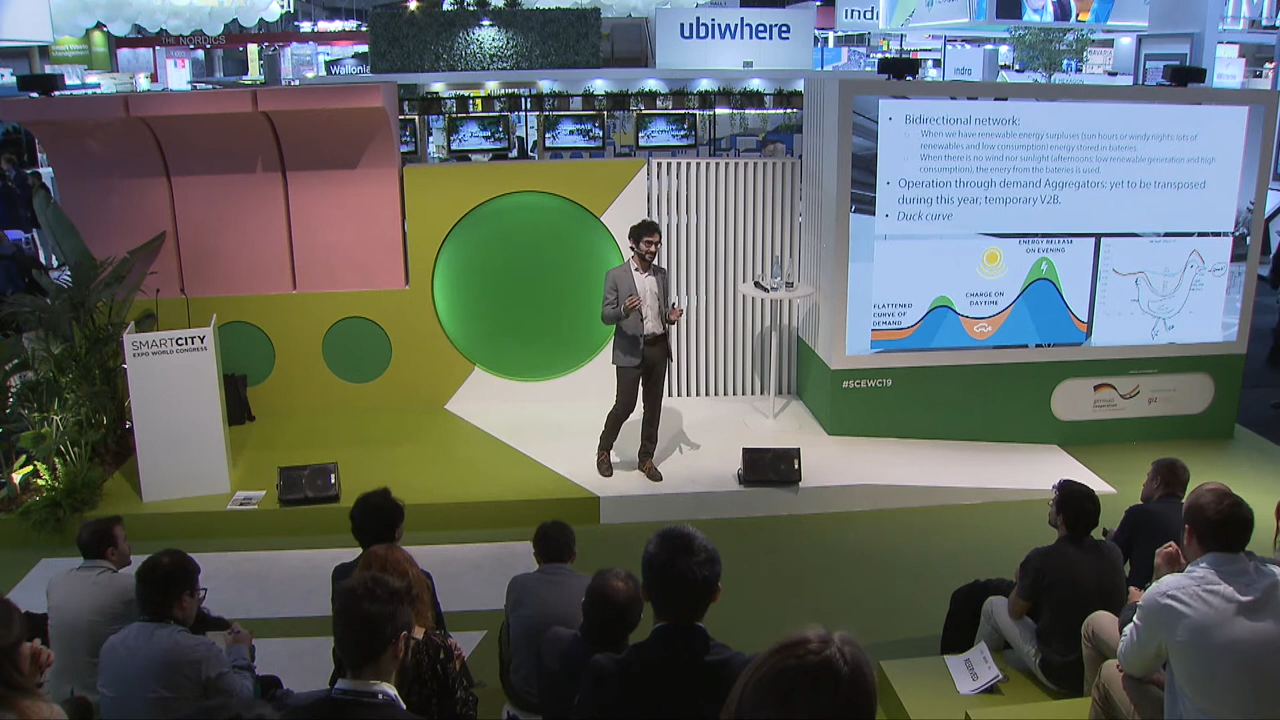 ubiwhere
THE NORDICS
Wallonia
indra
BAVARIA
• Bidirectional network:
When we have renewable energy surpluses (sun hours or windy nights: lots of
renewables and low consumption) energy stored in bateries.
When there is no wind nor sunlight (afternoons: low renewable generation and high
consumption), the enery from the bateries is used.
• Operation through demand Aggregators: yet to be transposed
during this year; temporary V2B.
• Duck curve
ENERGY RELEASE
ON EVENING
CHARGE ON
DAYTIME
FLATTENED
CURVE OF
DEMAND
SMARTCITY
EXPO WORLD CONGRESS
#SCEWC19
german
cooperation
giz